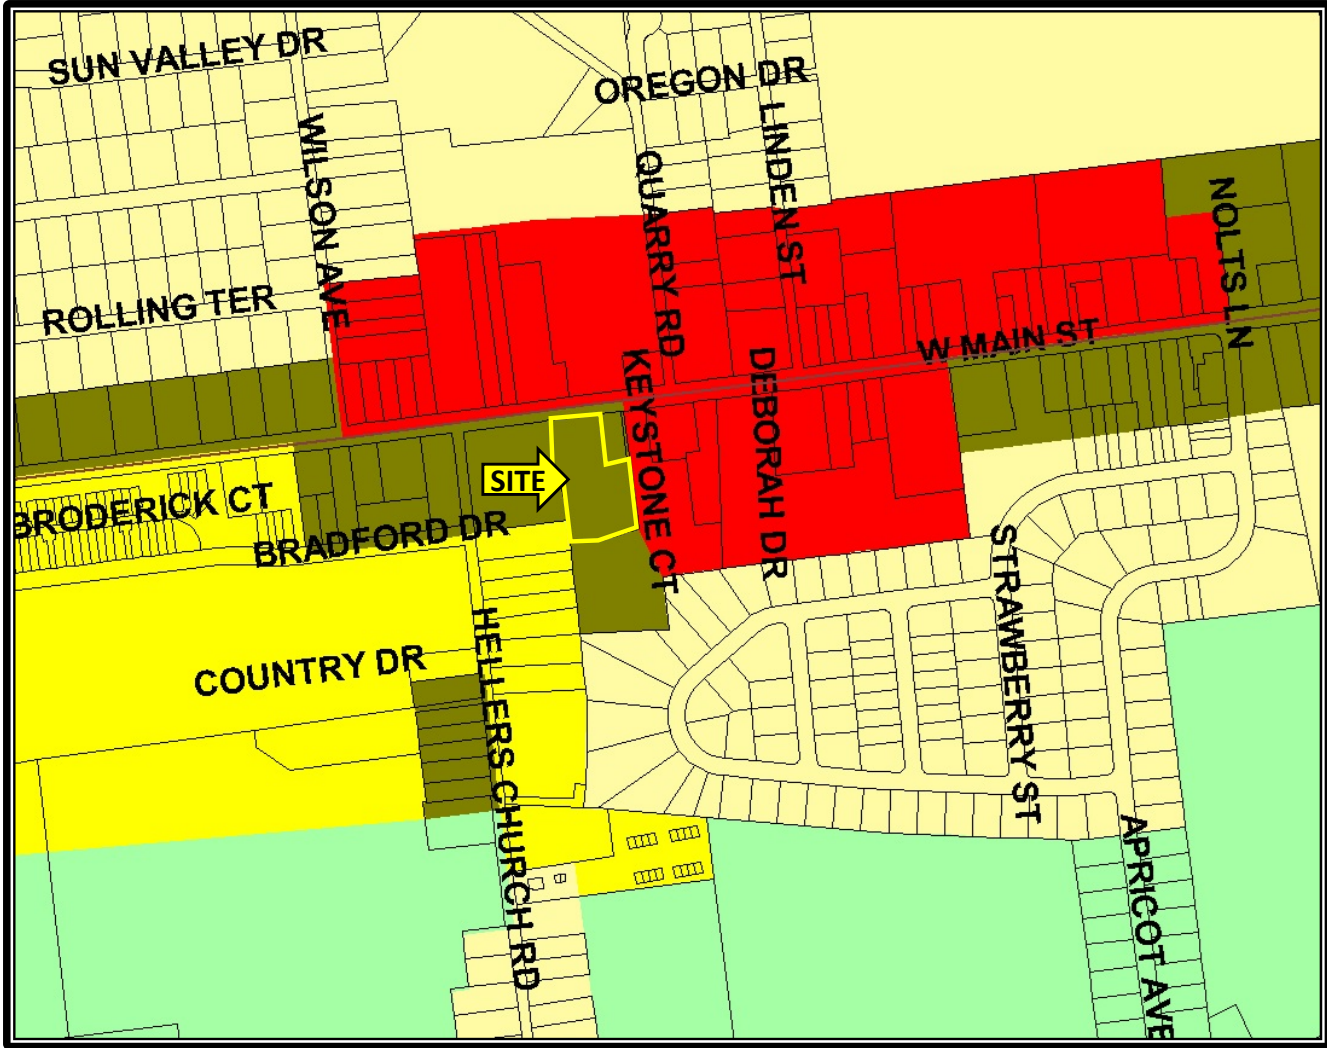 SUN VALLEY DR
OREGON DR
WILSON AVE
LINDEN ST
QUARRY RD
NOLTS LN
ROLLING TER
W MAIN ST
KEYSTONE CT
DEBORAH DR
SITE
BRODERICK CT
BRADFORD DR
STRAWBERRY ST
HELLERS CHURCH RD
COUNTRY DR
APRICOT AVE